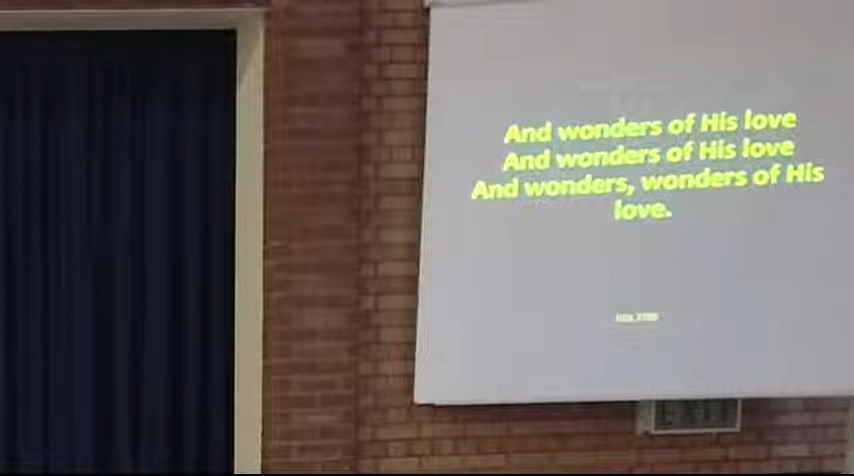 And wonders of His love
And wonders of His love
And wonders, wonders of His
love.